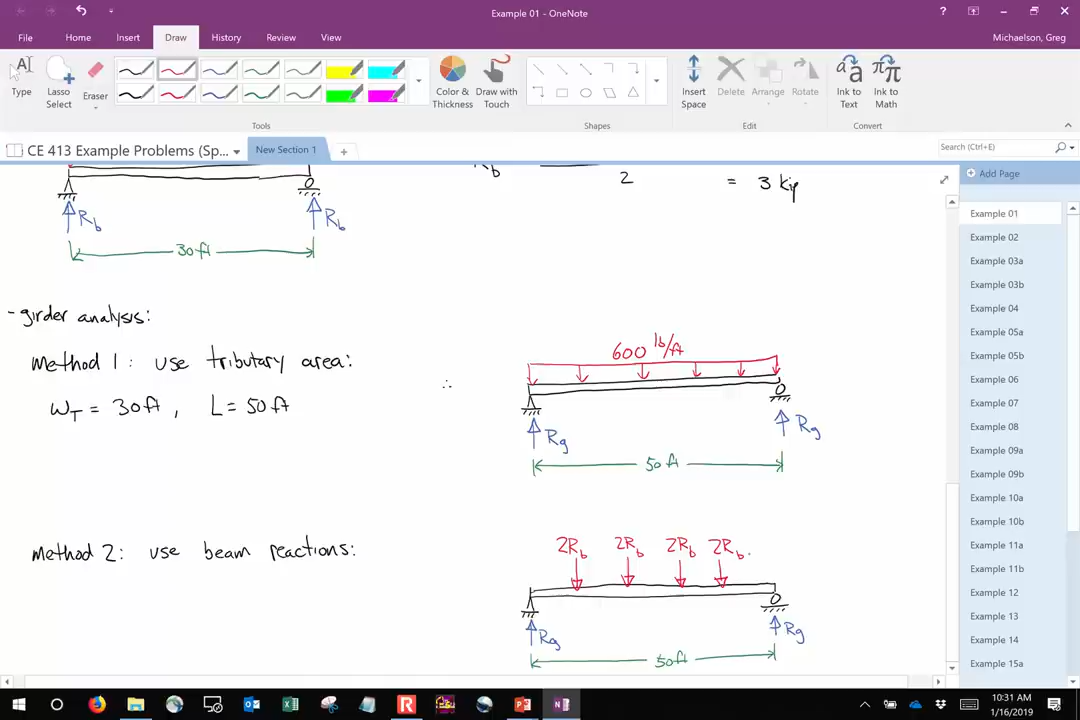 Example 01 - OneNote
Michaelson, Greg
File Home Insert Draw History Review View
Type
Lasso Select
Eraser
Color & Thickness
Draw with Touch
Insert Space
Delete
Arrange
Rotate
Ink to Text
Ink to Math
Tools
Shapes
Edit
Convert
CE 413 Example Problems (Sp...
New Section 1
Search (Ctrl+E)
Add Page
Example 01
Example 02
Example 03a
Example 03b
Example 04
Example 05a
Example 05b
Example 06
Example 07
Example 08
Example 09a
Example 09b
Example 10a
Example 10b
Example 11a
Example 11b
Example 12
Example 13
Example 14
Example 15a
R_b
2
= 3 kip
R_b R_b
30 ft
- girder analysis:
method 1: use tributary area:
w_T = 30 ft, L = 50 ft
∴
600 lb/ft
R_g R_g
50 ft
method 2: use beam reactions:
2R_b 2R_b 2R_b 2R_b
R_g R_g
50 ft
10:31 AM
1/16/2019